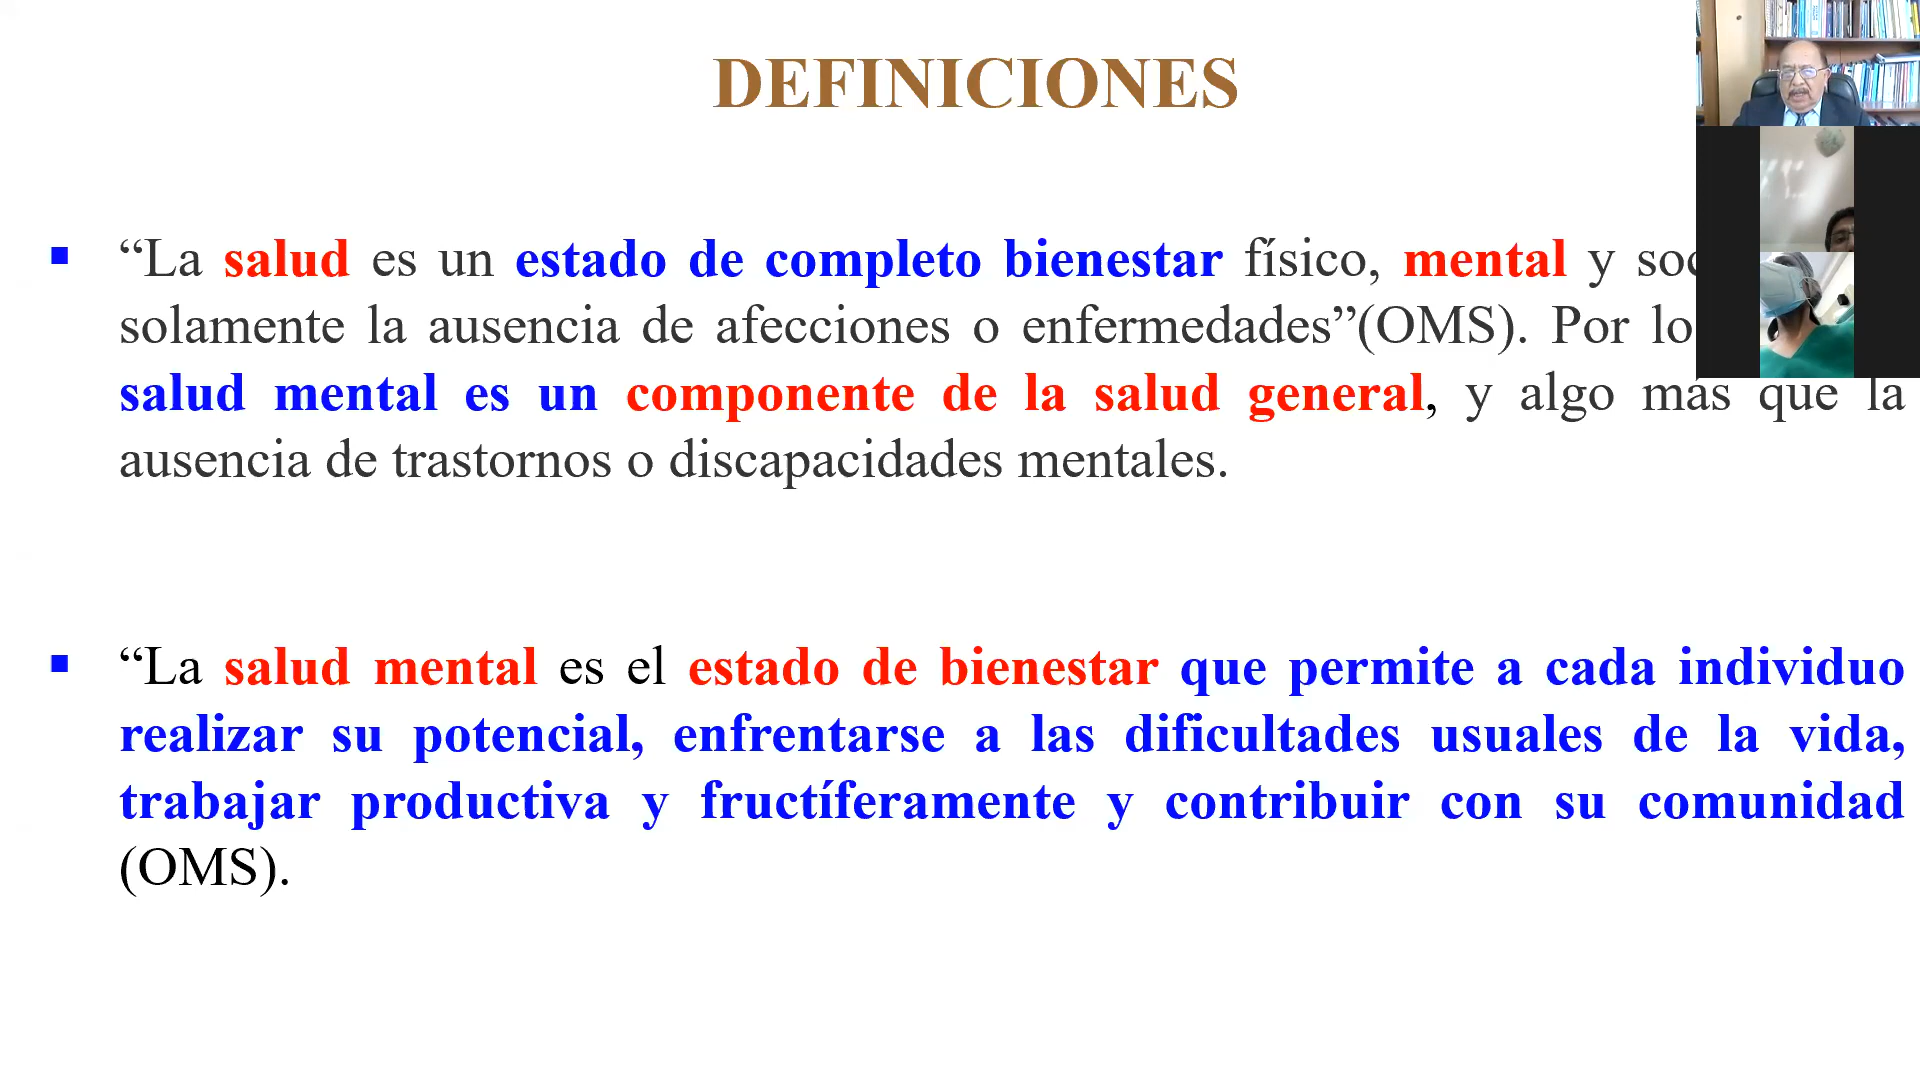 DEFINICIONES
▪ “La salud es un estado de completo bienestar físico, mental y
solamente la ausencia de afecciones o enfermedades”(OMS). Por lo
salud mental es un componente de la salud general, y algo más que la
ausencia de trastornos o discapacidades mentales.
▪ “La salud mental es el estado de bienestar que permite a cada individuo
realizar su potencial, enfrentarse a las dificultades usuales de la vida,
trabajar productiva y fructíferamente y contribuir con su comunidad
(OMS).